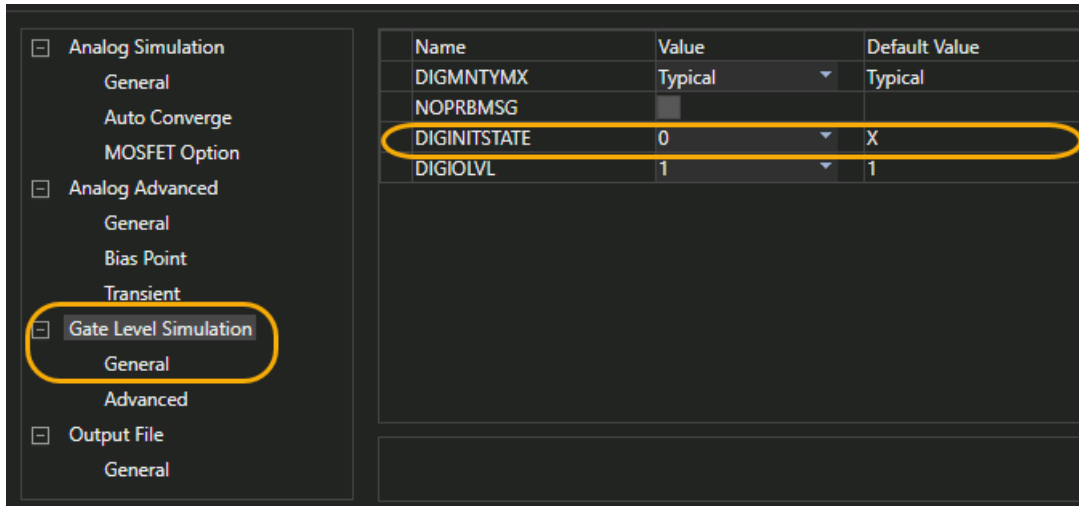 Analog Simulation
General
Auto Converge
MOSFET Option
Analog Advanced
General
Bias Point
Transient
Gate Level Simulation
General
Advanced
Output File
General
Name Value Default Value
DIGMNTYMX Typical Typical
NOPRBMSG
DIGINITSTATE 0 X
DIGIOLVL 1 1